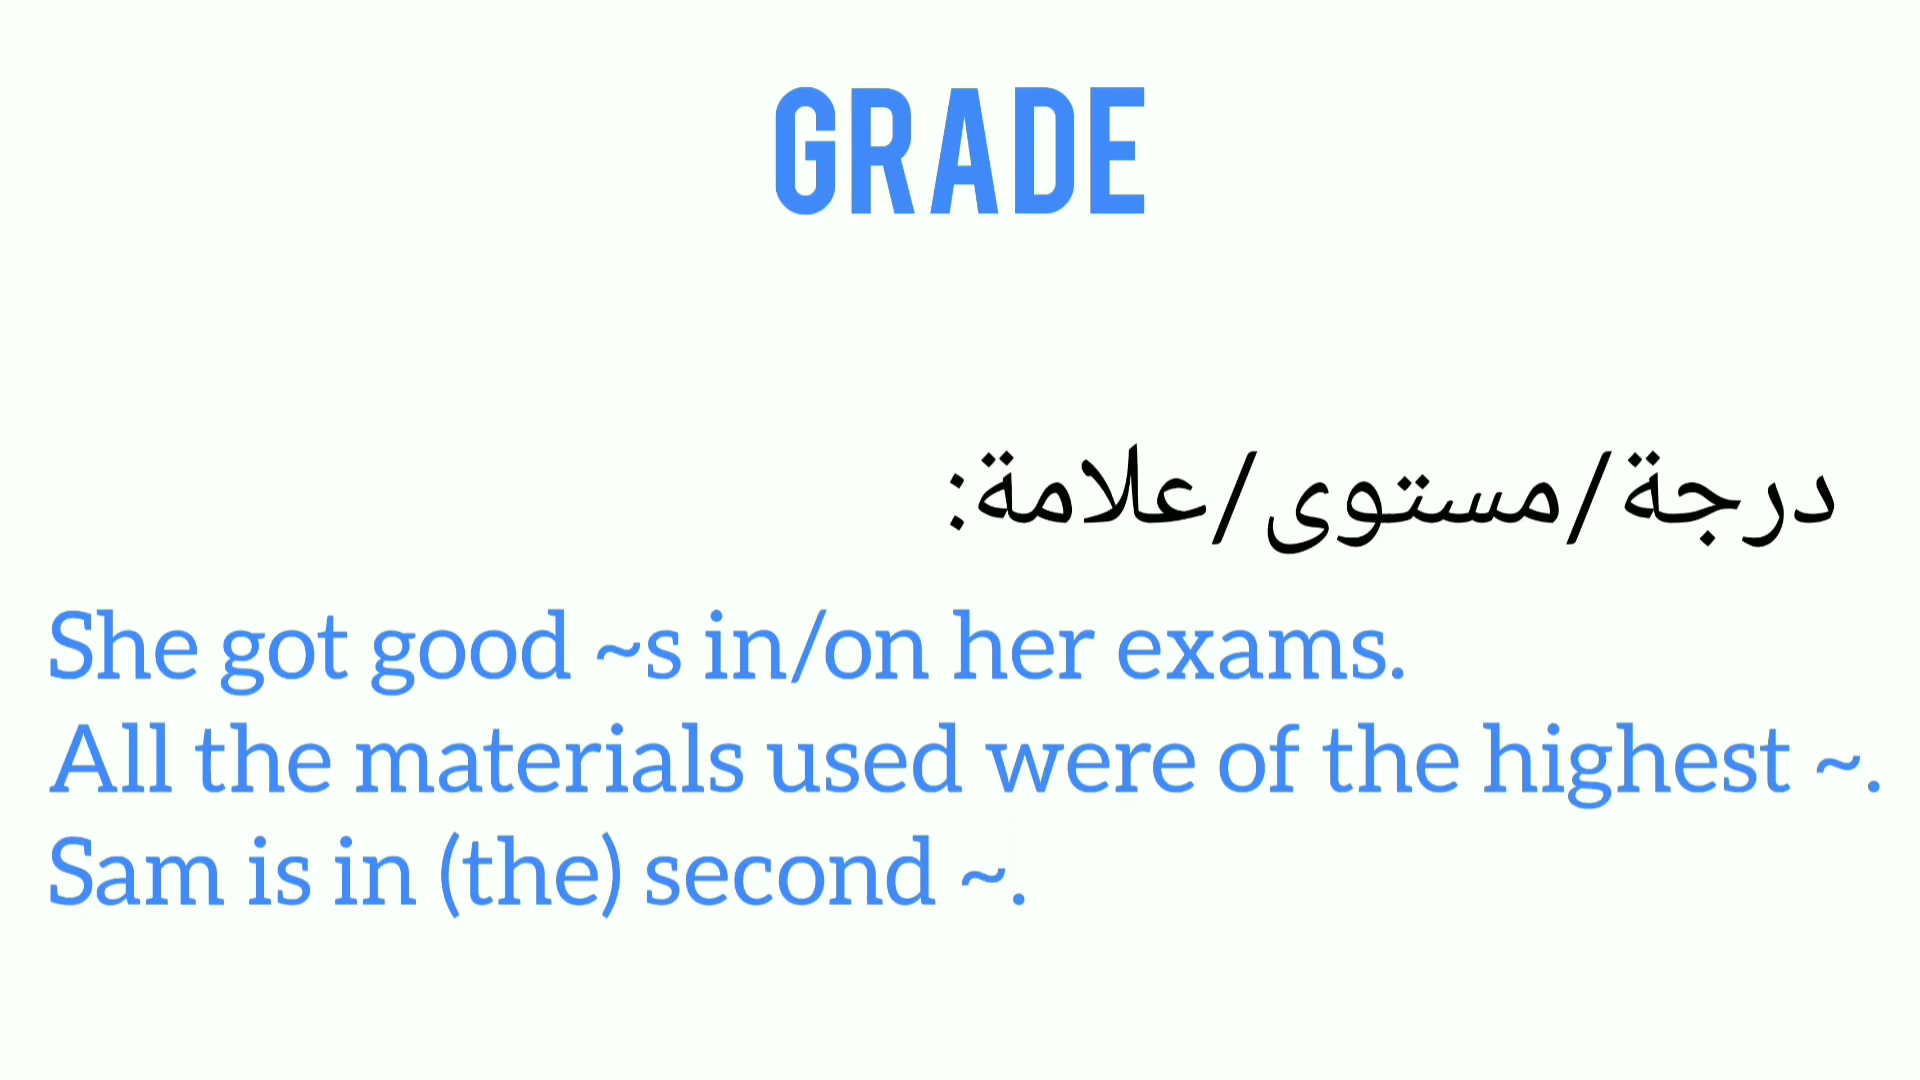 GRADE
درجة/مستوى/علامة:
She got good ~s in/on her exams.
All the materials used were of the highest ~.
Sam is in (the) second ~.